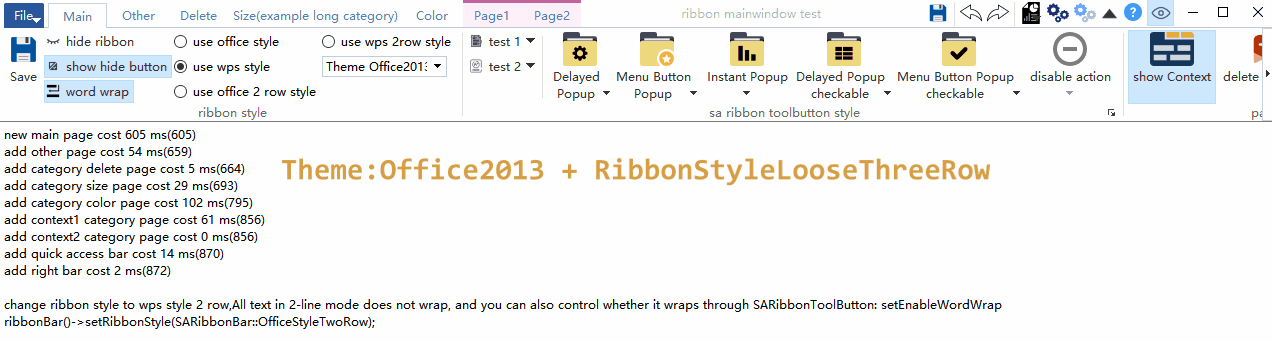 File Main Other Delete Size(example long category) Color Page1 Page2 ribbon mainwindow test
hide ribbon use office style use wps 2row style test 1
show hide button use wps style Theme Office2013 test 2
word wrap use office 2 row style
Save
Delayed Popup
Menu Button Popup
Instant Popup
Delayed Popup checkable
Menu Button Popup checkable
disable action
show Context
delete
ribbon style sa ribbon toolbutton style pa
new main page cost 605 ms(605)
add other page cost 54 ms(659)
add category delete page cost 5 ms(664)
add category size page cost 29 ms(693)
add category color page cost 102 ms(795)
add context1 category page cost 61 ms(856)
add context2 category page cost 0 ms(856)
add quick access bar cost 14 ms(870)
add right bar cost 2 ms(872)
Theme:Office2013 + RibbonStyleLooseThreeRow
change ribbon style to wps style 2 row,All text in 2-line mode does not wrap, and you can also control whether it wraps through SARibbonToolButton: setEnableWordWrap
ribbonBar()->setRibbonStyle(SARibbonBar::OfficeStyleTwoRow);